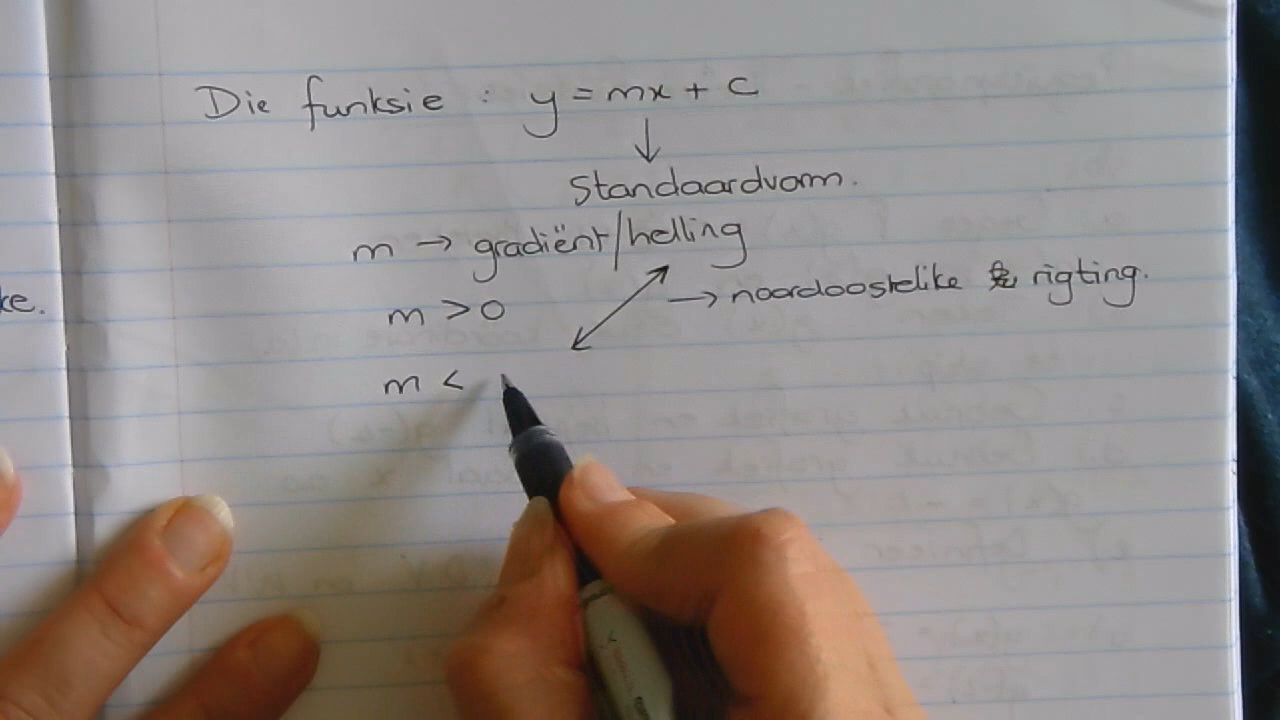 Die funksie : y = mx + c
↓
Standaardvorm.
m → gradiënt/helling
→ noordoostelike rigting.
m > 0
ke.
m <